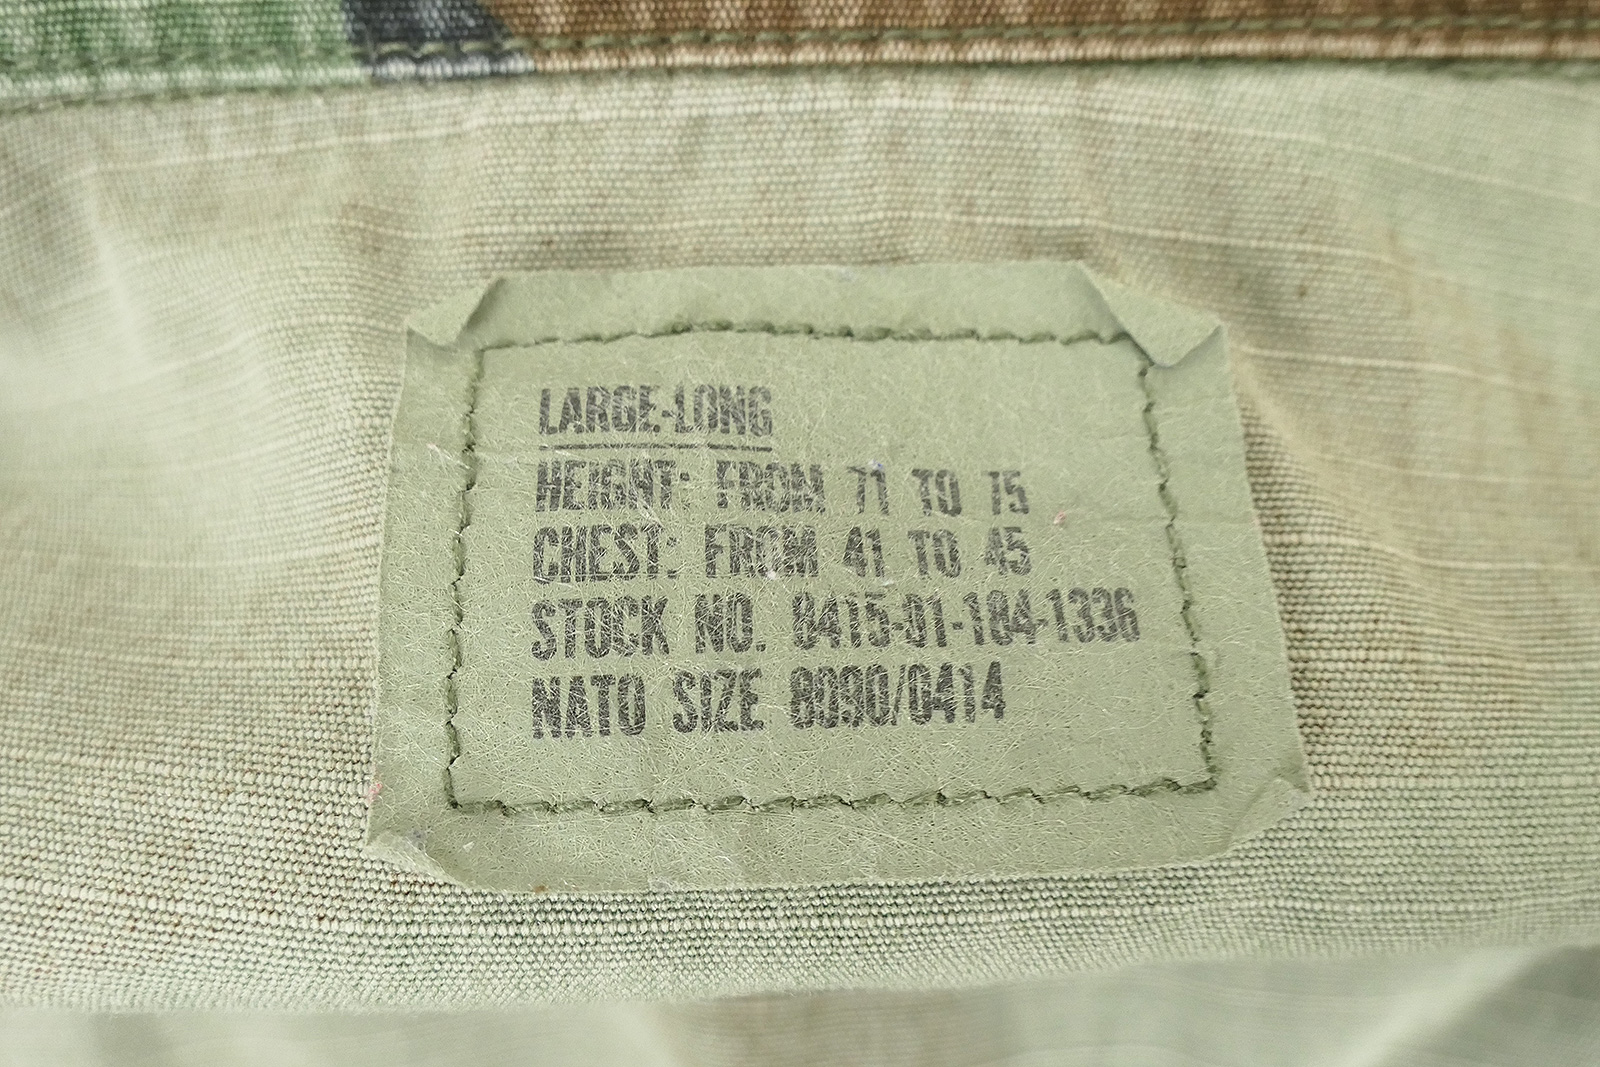 LARGE-LONG
HEIGHT: FROM 71 TO 75
CHEST: FROM 41 TO 45
STOCK NO. 8415-01-184-1336
NATO SIZE 8090/0414